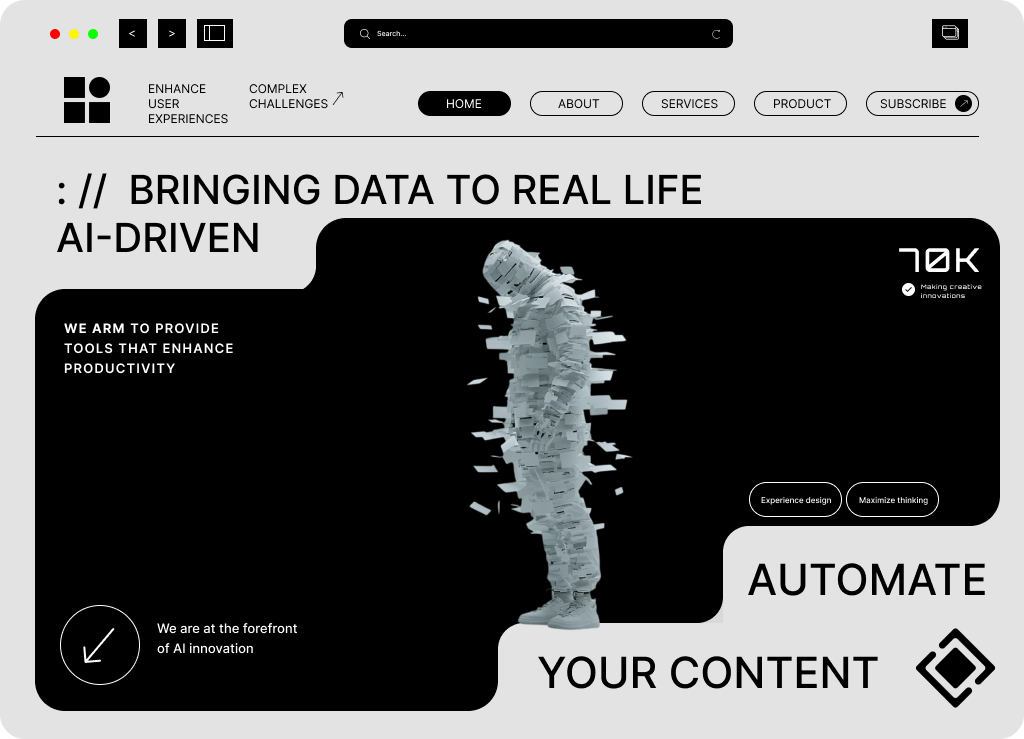 <
>
Search...
ENHANCE
USER
EXPERIENCES
COMPLEX
CHALLENGES
HOME
ABOUT
SERVICES
PRODUCT
SUBSCRIBE
: // BRINGING DATA TO REAL LIFE
AI-DRIVEN
70K
Making creative
innovations
WE ARM TO PROVIDE
TOOLS THAT ENHANCE
PRODUCTIVITY
Experience design
Maximize thinking
AUTOMATE
We are at the forefront
of AI innovation
YOUR CONTENT